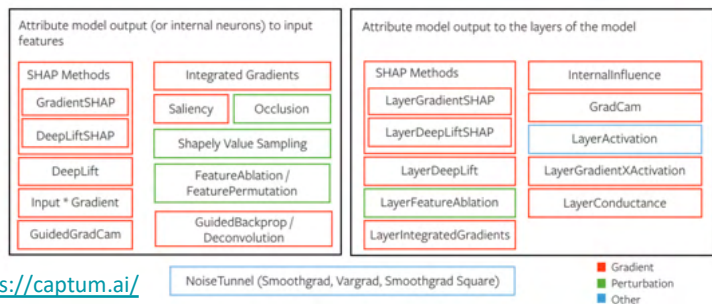 Attribute model output (or internal neurons) to input
features
SHAP Methods
GradientSHAP
DeepLiftSHAP
DeepLift
Input * Gradient
GuidedGradCam
Integrated Gradients
Saliency
Occlusion
Shapely Value Sampling
FeatureAblation /
FeaturePermutation
GuidedBackprop /
Deconvolution
Attribute model output to the layers of the model
SHAP Methods
LayerGradientSHAP
LayerDeepLiftSHAP
LayerDeepLift
LayerFeatureAblation
LayerIntegratedGradients
InternalInfluence
GradCam
LayerActivation
LayerGradientXActivation
LayerConductance
s://captum.ai/
NoiseTunnel (Smoothgrad, Vargrad, Smoothgrad Square)
Gradient
Perturbation
Other